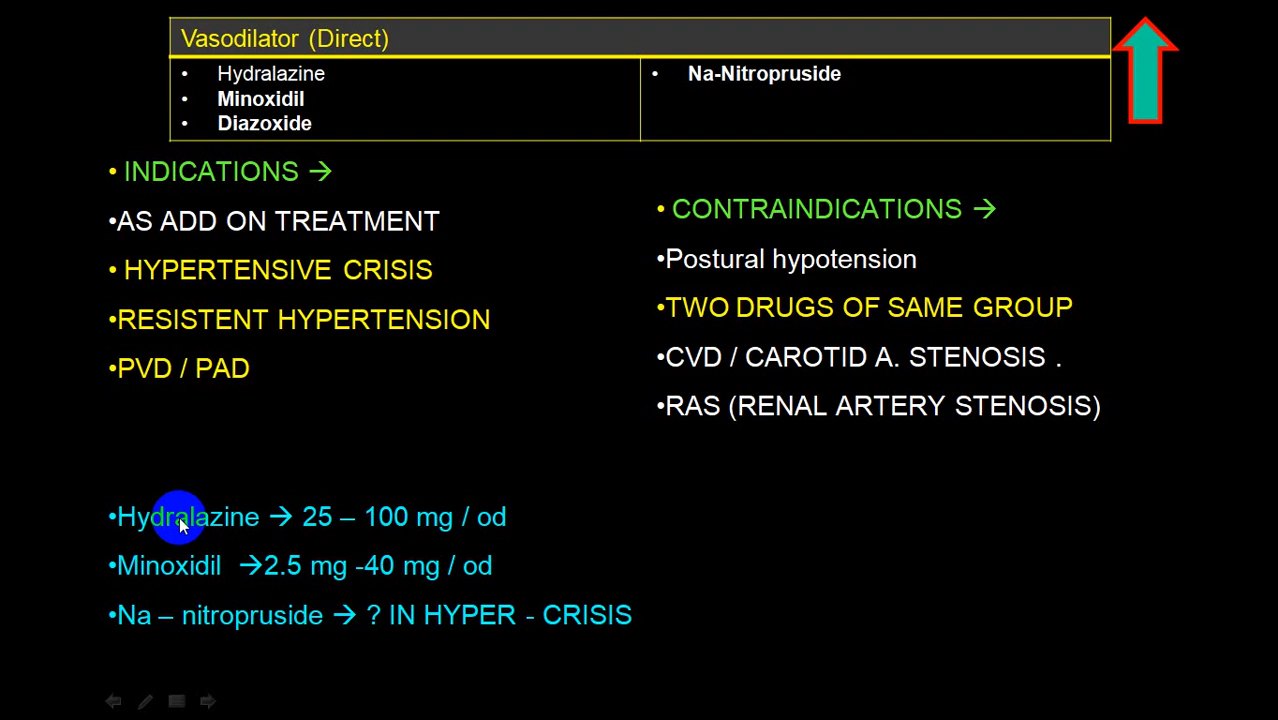 Vasodilator (Direct)
• Hydralazine
• Minoxidil
• Diazoxide
• Na-Nitropruside
• INDICATIONS →
•AS ADD ON TREATMENT
• HYPERTENSIVE CRISIS
•RESISTENT HYPERTENSION
•PVD / PAD
• CONTRAINDICATIONS →
•Postural hypotension
•TWO DRUGS OF SAME GROUP
•CVD / CAROTID A. STENOSIS .
•RAS (RENAL ARTERY STENOSIS)
•Hydralazine → 25 – 100 mg / od
•Minoxidil →2.5 mg -40 mg / od
•Na – nitropruside → ? IN HYPER - CRISIS